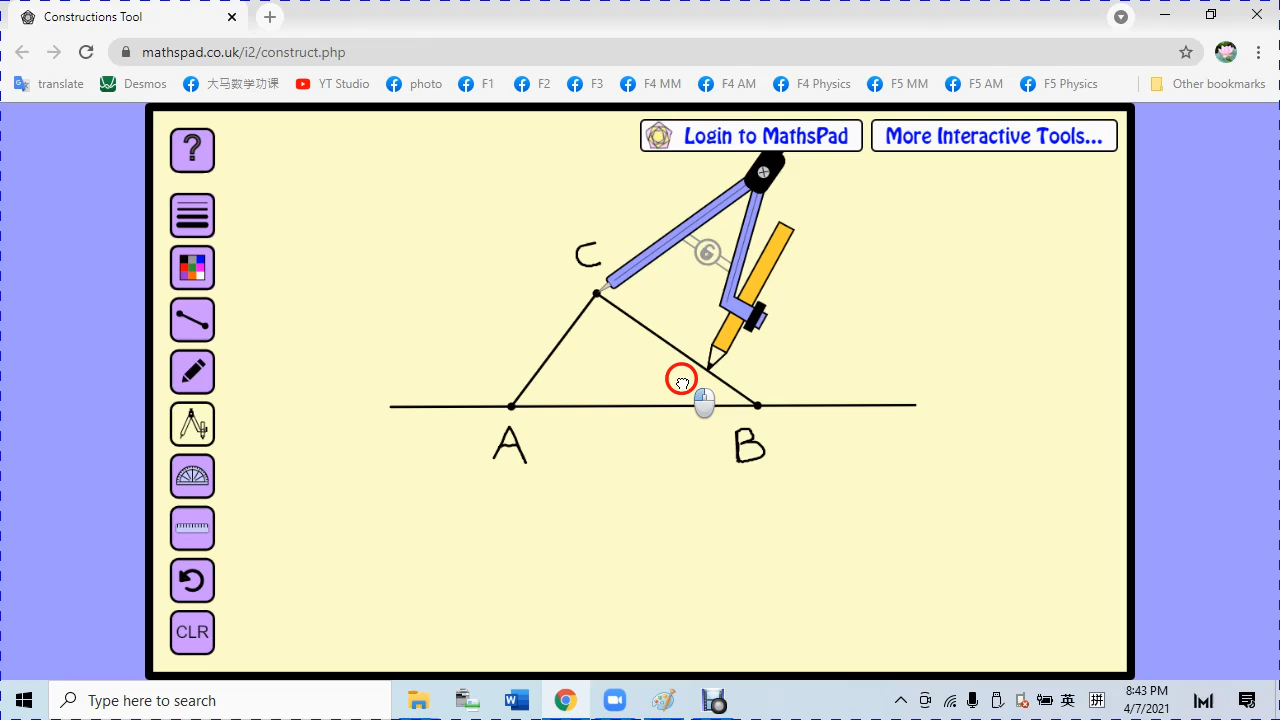 Constructions Tool
mathspad.co.uk/i2/construct.php
translate Desmos 大马数学功课 YT Studio photo F1 F2 F3 F4 MM F4 AM F4 Physics F5 MM F5 AM F5 Physics Other bookmarks
? Login to MathsPad More Interactive Tools...
C
6
A B
CLR
Type here to search
英 拼 8:43 PM
4/7/2021